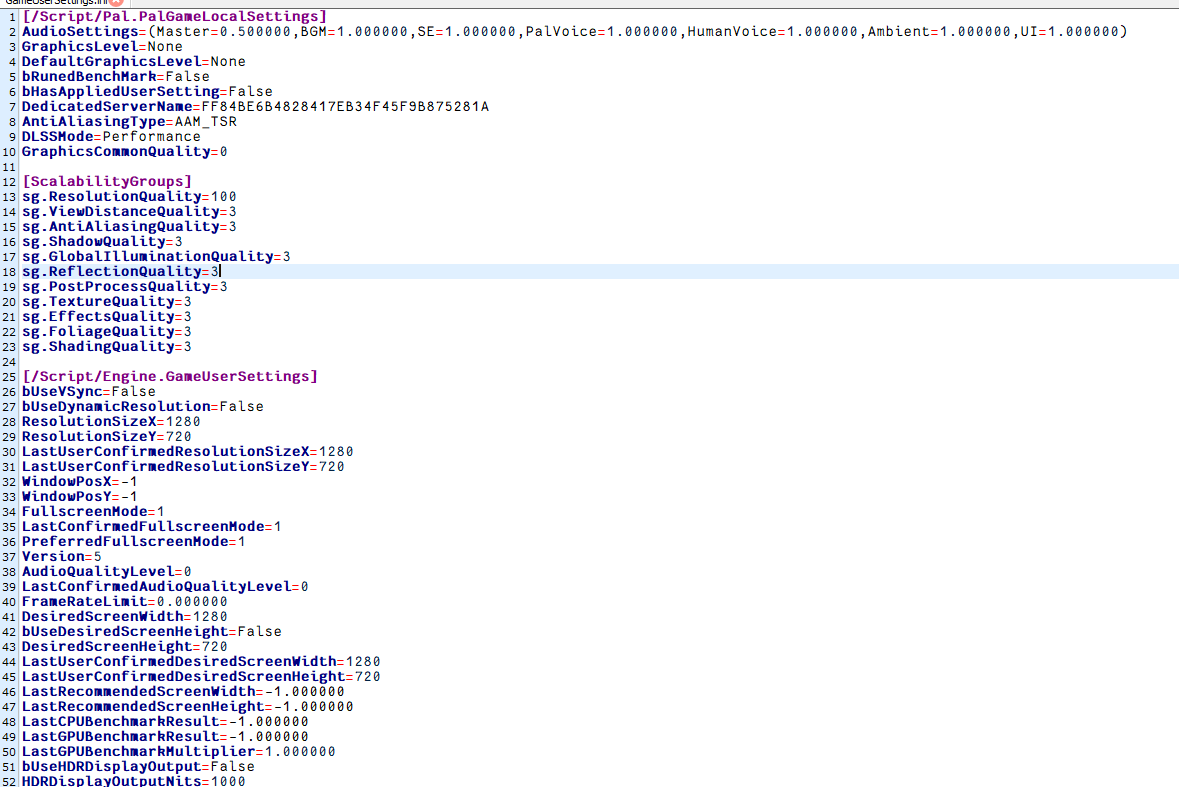 GameUserSettings.ini
1 [/Script/Pal.PalGameLocalSettings]
2 AudioSettings=(Master=0.500000,BGM=1.000000,SE=1.000000,PalVoice=1.000000,HumanVoice=1.000000,Ambient=1.000000,UI=1.000000)
3 GraphicsLevel=None
4 DefaultGraphicsLevel=None
5 bRunedBenchMark=False
6 bHasAppliedUserSetting=False
7 DedicatedServerName=FF84BE6B4828417EB34F45F9B875281A
8 AntiAliasingType=AAM_TSR
9 DLSSMode=Performance
10 GraphicsCommonQuality=0
11
12 [ScalabilityGroups]
13 sg.ResolutionQuality=100
14 sg.ViewDistanceQuality=3
15 sg.AntiAliasingQuality=3
16 sg.ShadowQuality=3
17 sg.GlobalIlluminationQuality=3
18 sg.ReflectionQuality=3
19 sg.PostProcessQuality=3
20 sg.TextureQuality=3
21 sg.EffectsQuality=3
22 sg.FoliageQuality=3
23 sg.ShadingQuality=3
24
25 [/Script/Engine.GameUserSettings]
26 bUseVSync=False
27 bUseDynamicResolution=False
28 ResolutionSizeX=1280
29 ResolutionSizeY=720
30 LastUserConfirmedResolutionSizeX=1280
31 LastUserConfirmedResolutionSizeY=720
32 WindowPosX=-1
33 WindowPosY=-1
34 FullscreenMode=1
35 LastConfirmedFullscreenMode=1
36 PreferredFullscreenMode=1
37 Version=5
38 AudioQualityLevel=0
39 LastConfirmedAudioQualityLevel=0
40 FrameRateLimit=0.000000
41 DesiredScreenWidth=1280
42 bUseDesiredScreenHeight=False
43 DesiredScreenHeight=720
44 LastUserConfirmedDesiredScreenWidth=1280
45 LastUserConfirmedDesiredScreenHeight=720
46 LastRecommendedScreenWidth=-1.000000
47 LastRecommendedScreenHeight=-1.000000
48 LastCPUBenchmarkResult=-1.000000
49 LastGPUBenchmarkResult=-1.000000
50 LastGPUBenchmarkMultiplier=1.000000
51 bUseHDRDisplayOutput=False
52 HDRDisplayOutputNits=1000